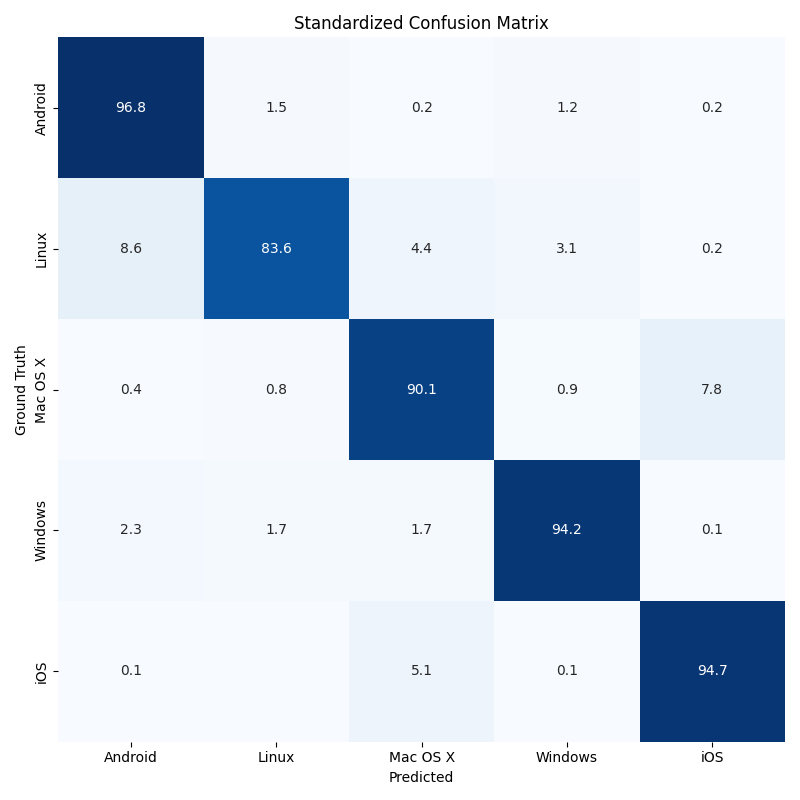 Standardized Confusion Matrix
Ground Truth
Android
96.8 1.5 0.2 1.2 0.2
Linux
8.6 83.6 4.4 3.1 0.2
Mac OS X
0.4 0.8 90.1 0.9 7.8
Windows
2.3 1.7 1.7 94.2 0.1
iOS
0.1 5.1 0.1 94.7
Android Linux Mac OS X Windows iOS
Predicted